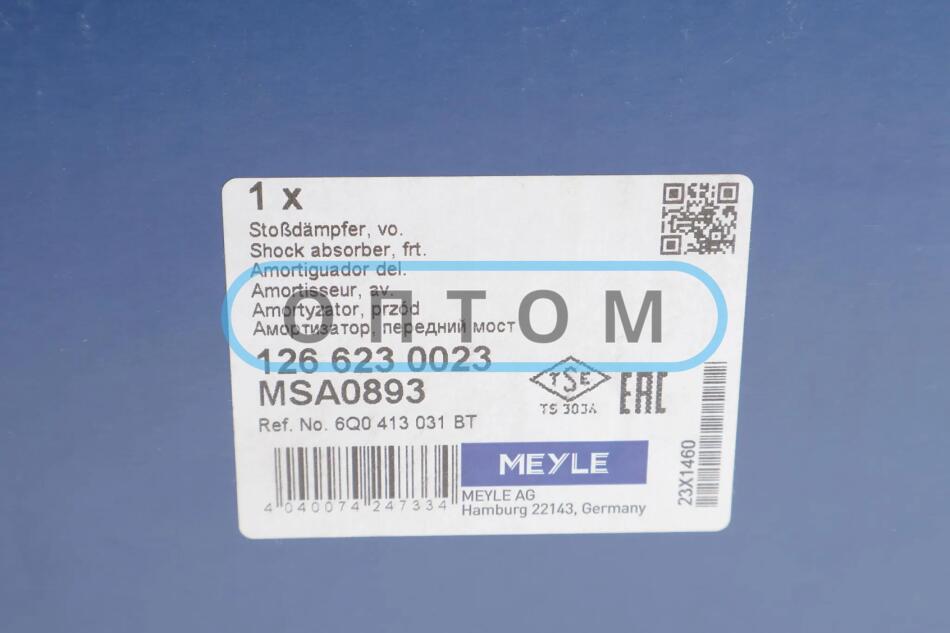 1 x
Stoßdämpfer, vo.
Shock absorber, frt.
Amortiguador del.
Amortisseur, av.
Amortyzator, przód
Амортизатор, передний мост
ОПТОМ
126 623 0023
MSA0893
TSE
TS 303A
EAC
Ref. No. 6Q0 413 031 BT
MEYLE
4 040074 247334
MEYLE AG
Hamburg 22143, Germany
23X1460